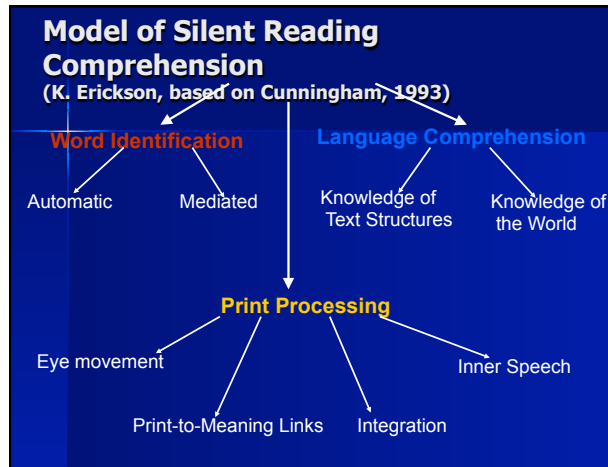 Model of Silent Reading
Comprehension
(K. Erickson, based on Cunningham, 1993)
Word Identification
Language Comprehension
Automatic
Mediated
Knowledge of
Text Structures
Knowledge of
the World
Print Processing
Eye movement
Inner Speech
Print-to-Meaning Links
Integration